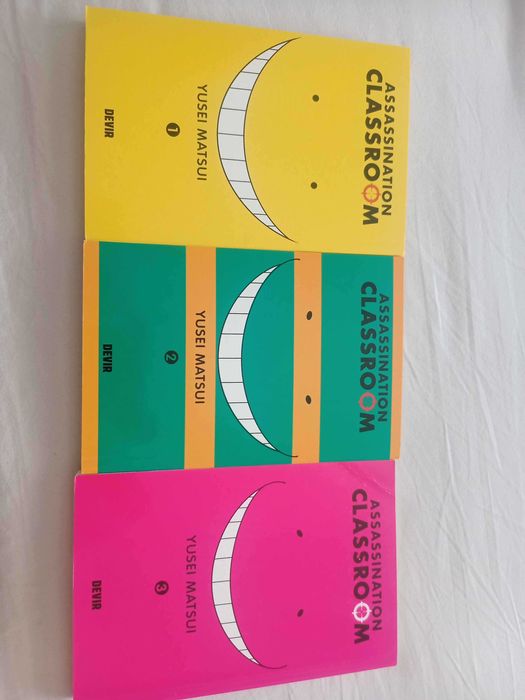 ASSASSINATION
CLASSROOM
YUSEI MATSUI
1
DEVIR
ASSASSINATION
CLASSROOM
YUSEI MATSUI
2
DEVIR
ASSASSINATION
CLASSROOM
YUSEI MATSUI
3
DEVIR